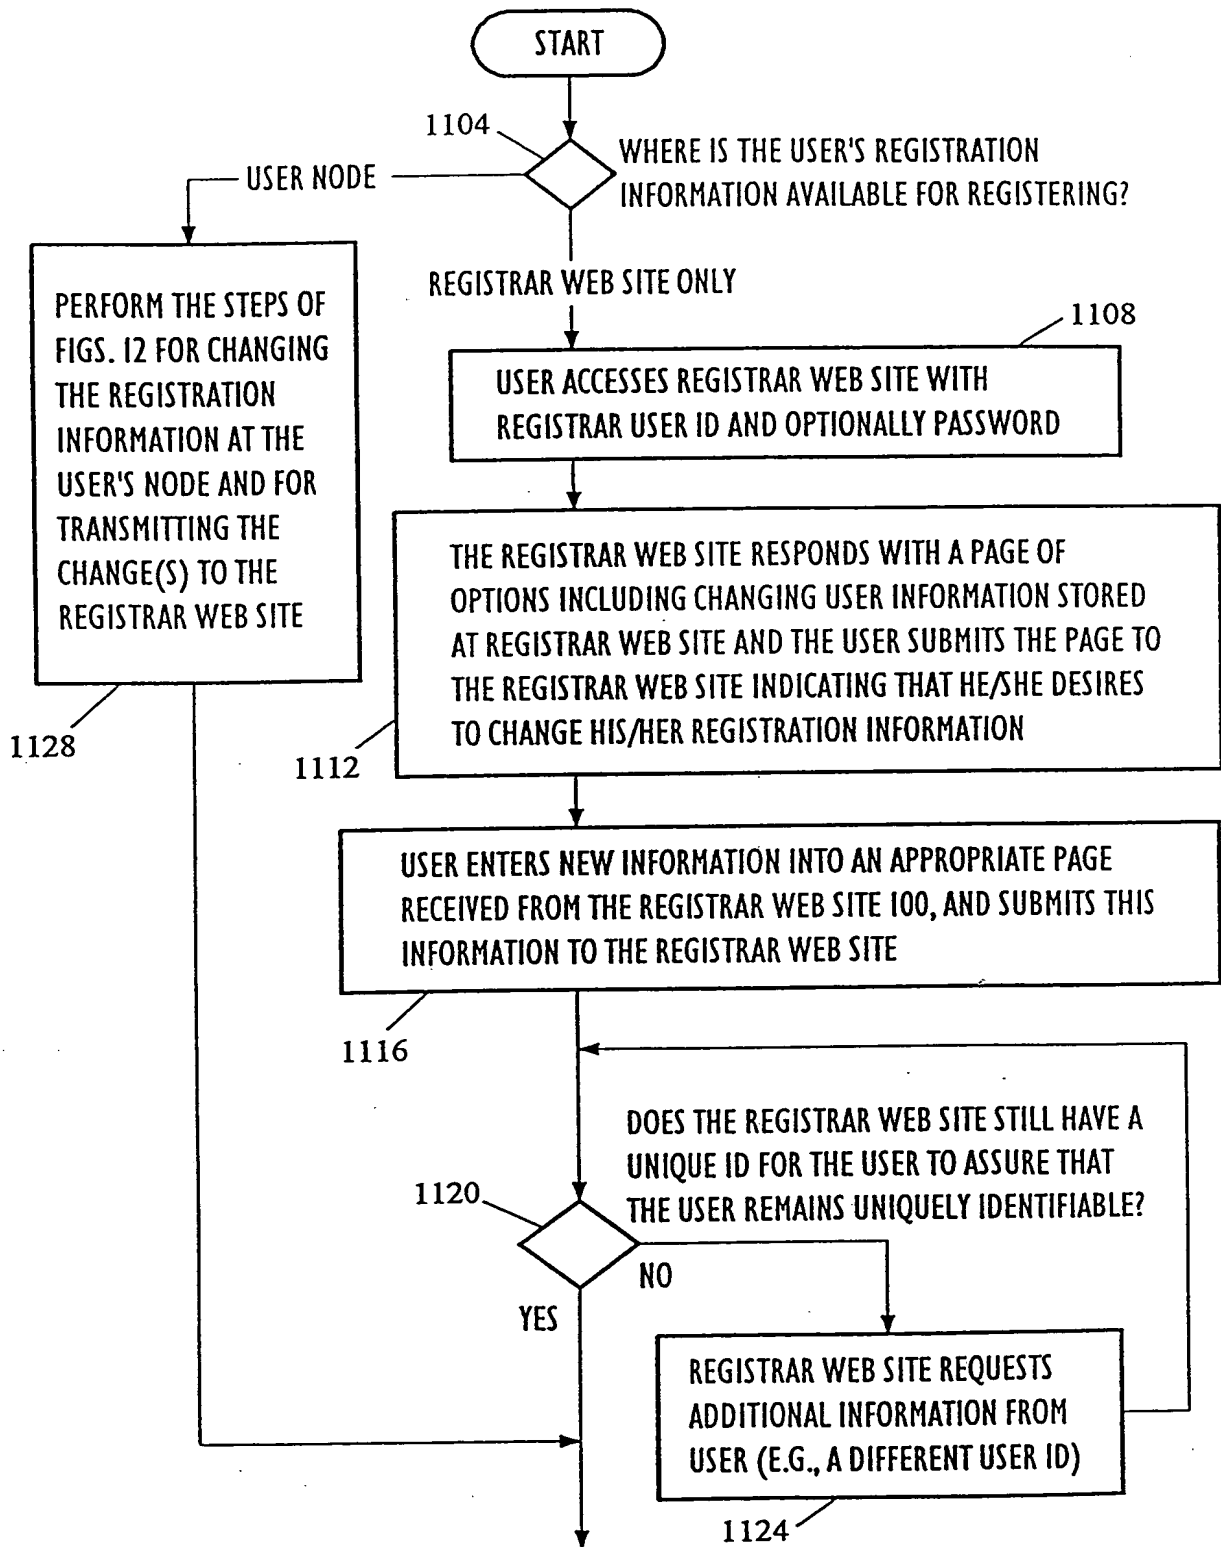 START
1104
WHERE IS THE USER'S REGISTRATION
INFORMATION AVAILABLE FOR REGISTERING?
USER NODE
REGISTRAR WEB SITE ONLY
PERFORM THE STEPS OF
FIGS. 12 FOR CHANGING
THE REGISTRATION
INFORMATION AT THE
USER'S NODE AND FOR
TRANSMITTING THE
CHANGE(S) TO THE
REGISTRAR WEB SITE
1128
1108
USER ACCESSES REGISTRAR WEB SITE WITH
REGISTRAR USER ID AND OPTIONALLY PASSWORD
THE REGISTRAR WEB SITE RESPONDS WITH A PAGE OF
OPTIONS INCLUDING CHANGING USER INFORMATION STORED
AT REGISTRAR WEB SITE AND THE USER SUBMITS THE PAGE TO
THE REGISTRAR WEB SITE INDICATING THAT HE/SHE DESIRES
TO CHANGE HIS/HER REGISTRATION INFORMATION
1112
USER ENTERS NEW INFORMATION INTO AN APPROPRIATE PAGE
RECEIVED FROM THE REGISTRAR WEB SITE 100, AND SUBMITS THIS
INFORMATION TO THE REGISTRAR WEB SITE
1116
DOES THE REGISTRAR WEB SITE STILL HAVE A
UNIQUE ID FOR THE USER TO ASSURE THAT
THE USER REMAINS UNIQUELY IDENTIFIABLE?
1120
NO
YES
REGISTRAR WEB SITE REQUESTS
ADDITIONAL INFORMATION FROM
USER (E.G., A DIFFERENT USER ID)
1124